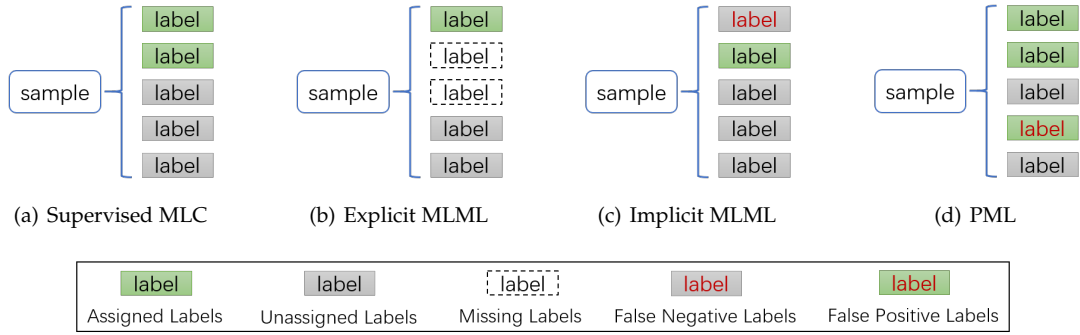 sample
label
label
label
label
label
(a) Supervised MLC
sample
label
label
label
label
label
(b) Explicit MLML
sample
label
label
label
label
label
(c) Implicit MLML
sample
label
label
label
label
label
(d) PML
label
Assigned Labels
label
Unassigned Labels
label
Missing Labels
label
False Negative Labels
label
False Positive Labels